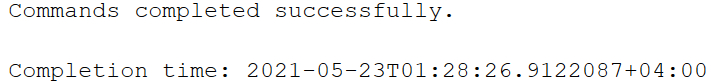 Commands completed successfully.
Completion time: 2021-05-23T01:28:26.9122087+04:00